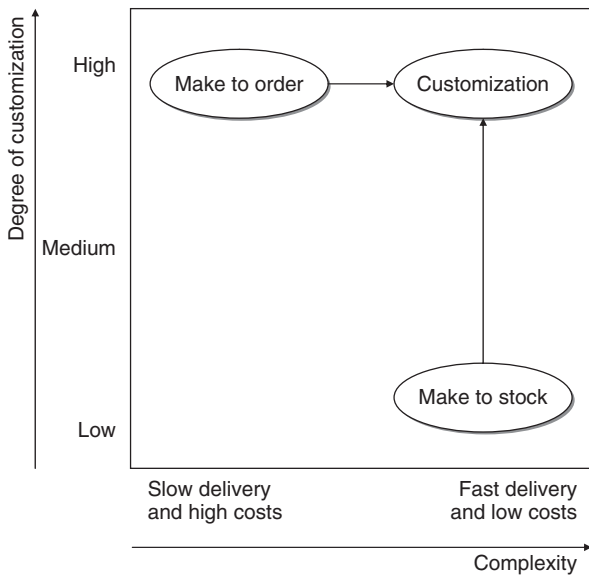 Degree of customization
High
Make to order
Customization
Medium
Make to stock
Low
Slow delivery
and high costs
Fast delivery
and low costs
Complexity